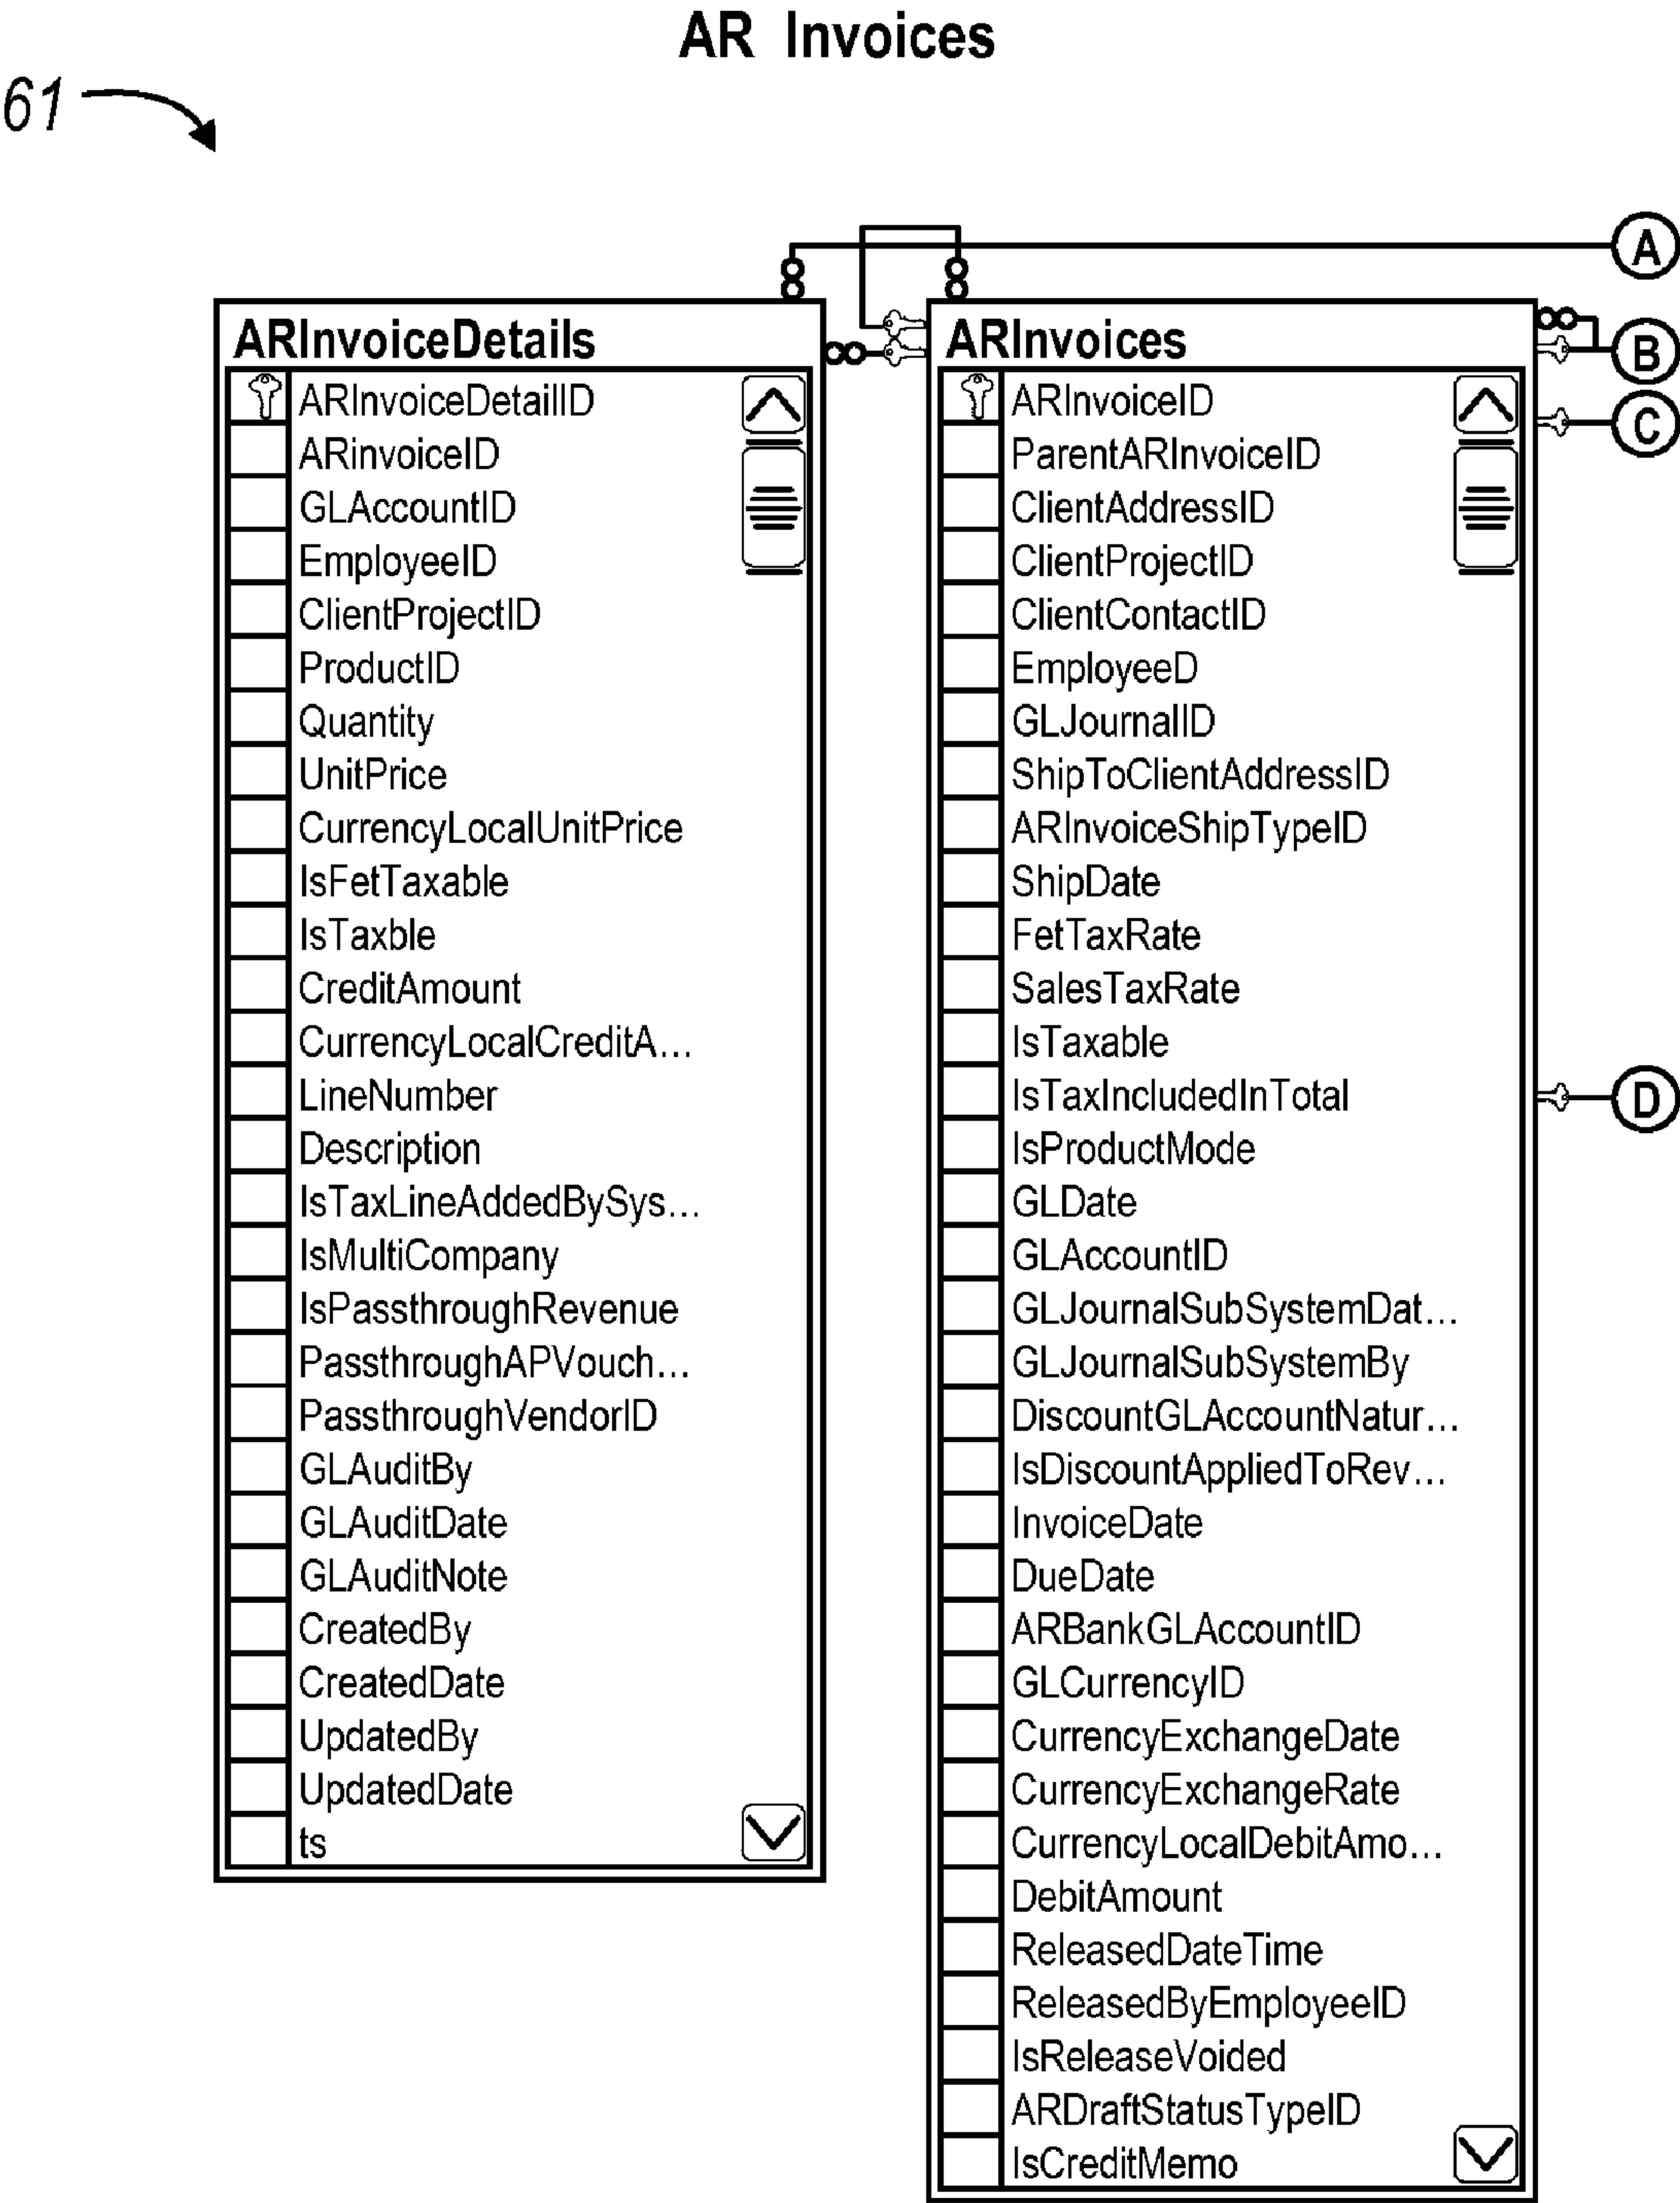 AR Invoices
61
A
ARInvoiceDetails
ARInvoiceDetailID
ARinvoiceID
GLAccountID
EmployeeID
ClientProjectID
ProductID
Quantity
UnitPrice
CurrencyLocalUnitPrice
IsFetTaxable
IsTaxble
CreditAmount
CurrencyLocalCreditA...
LineNumber
Description
IsTaxLineAddedBySys...
IsMultiCompany
IsPassthroughRevenue
PassthroughAPVouch...
PassthroughVendorID
GLAuditBy
GLAuditDate
GLAuditNote
CreatedBy
CreatedDate
UpdatedBy
UpdatedDate
ts
ARInvoices
ARInvoiceID
ParentARInvoiceID
ClientAddressID
ClientProjectID
ClientContactID
EmployeeD
GLJournalID
ShipToClientAddressID
ARInvoiceShipTypeID
ShipDate
FetTaxRate
SalesTaxRate
IsTaxable
IsTaxIncludedInTotal
IsProductMode
GLDate
GLAccountID
GLJournalSubSystemDat...
GLJournalSubSystemBy
DiscountGLAccountNatur...
IsDiscountAppliedToRev...
InvoiceDate
DueDate
ARBankGLAccountID
GLCurrencyID
CurrencyExchangeDate
CurrencyExchangeRate
CurrencyLocalDebitAmo...
DebitAmount
ReleasedDateTime
ReleasedByEmployeeID
IsReleaseVoided
ARDraftStatusTypeID
IsCreditMemo
B
C
D